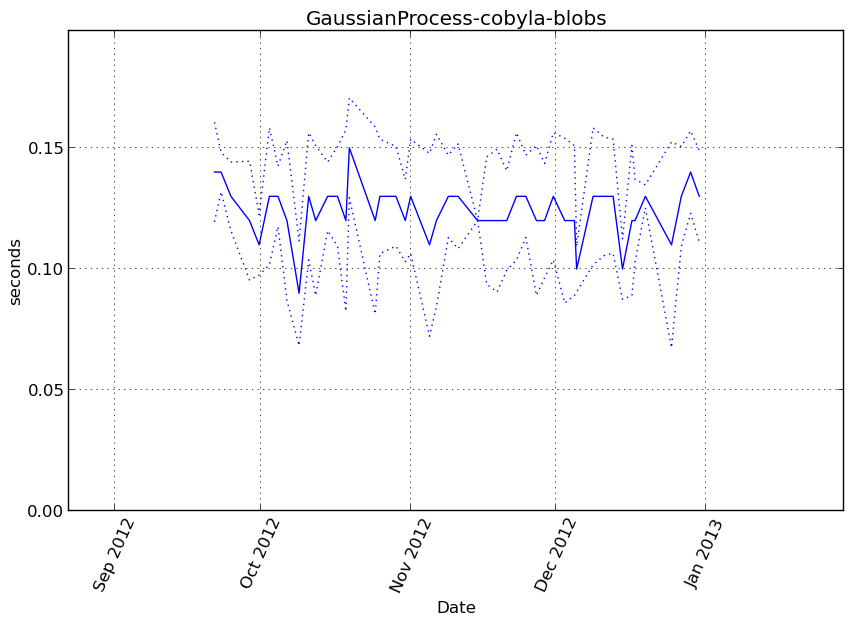 GaussianProcess-cobyla-blobs
seconds
0.15
0.10
0.05
0.00
Sep 2012
Oct 2012
Nov 2012
Dec 2012
Jan 2013
Date